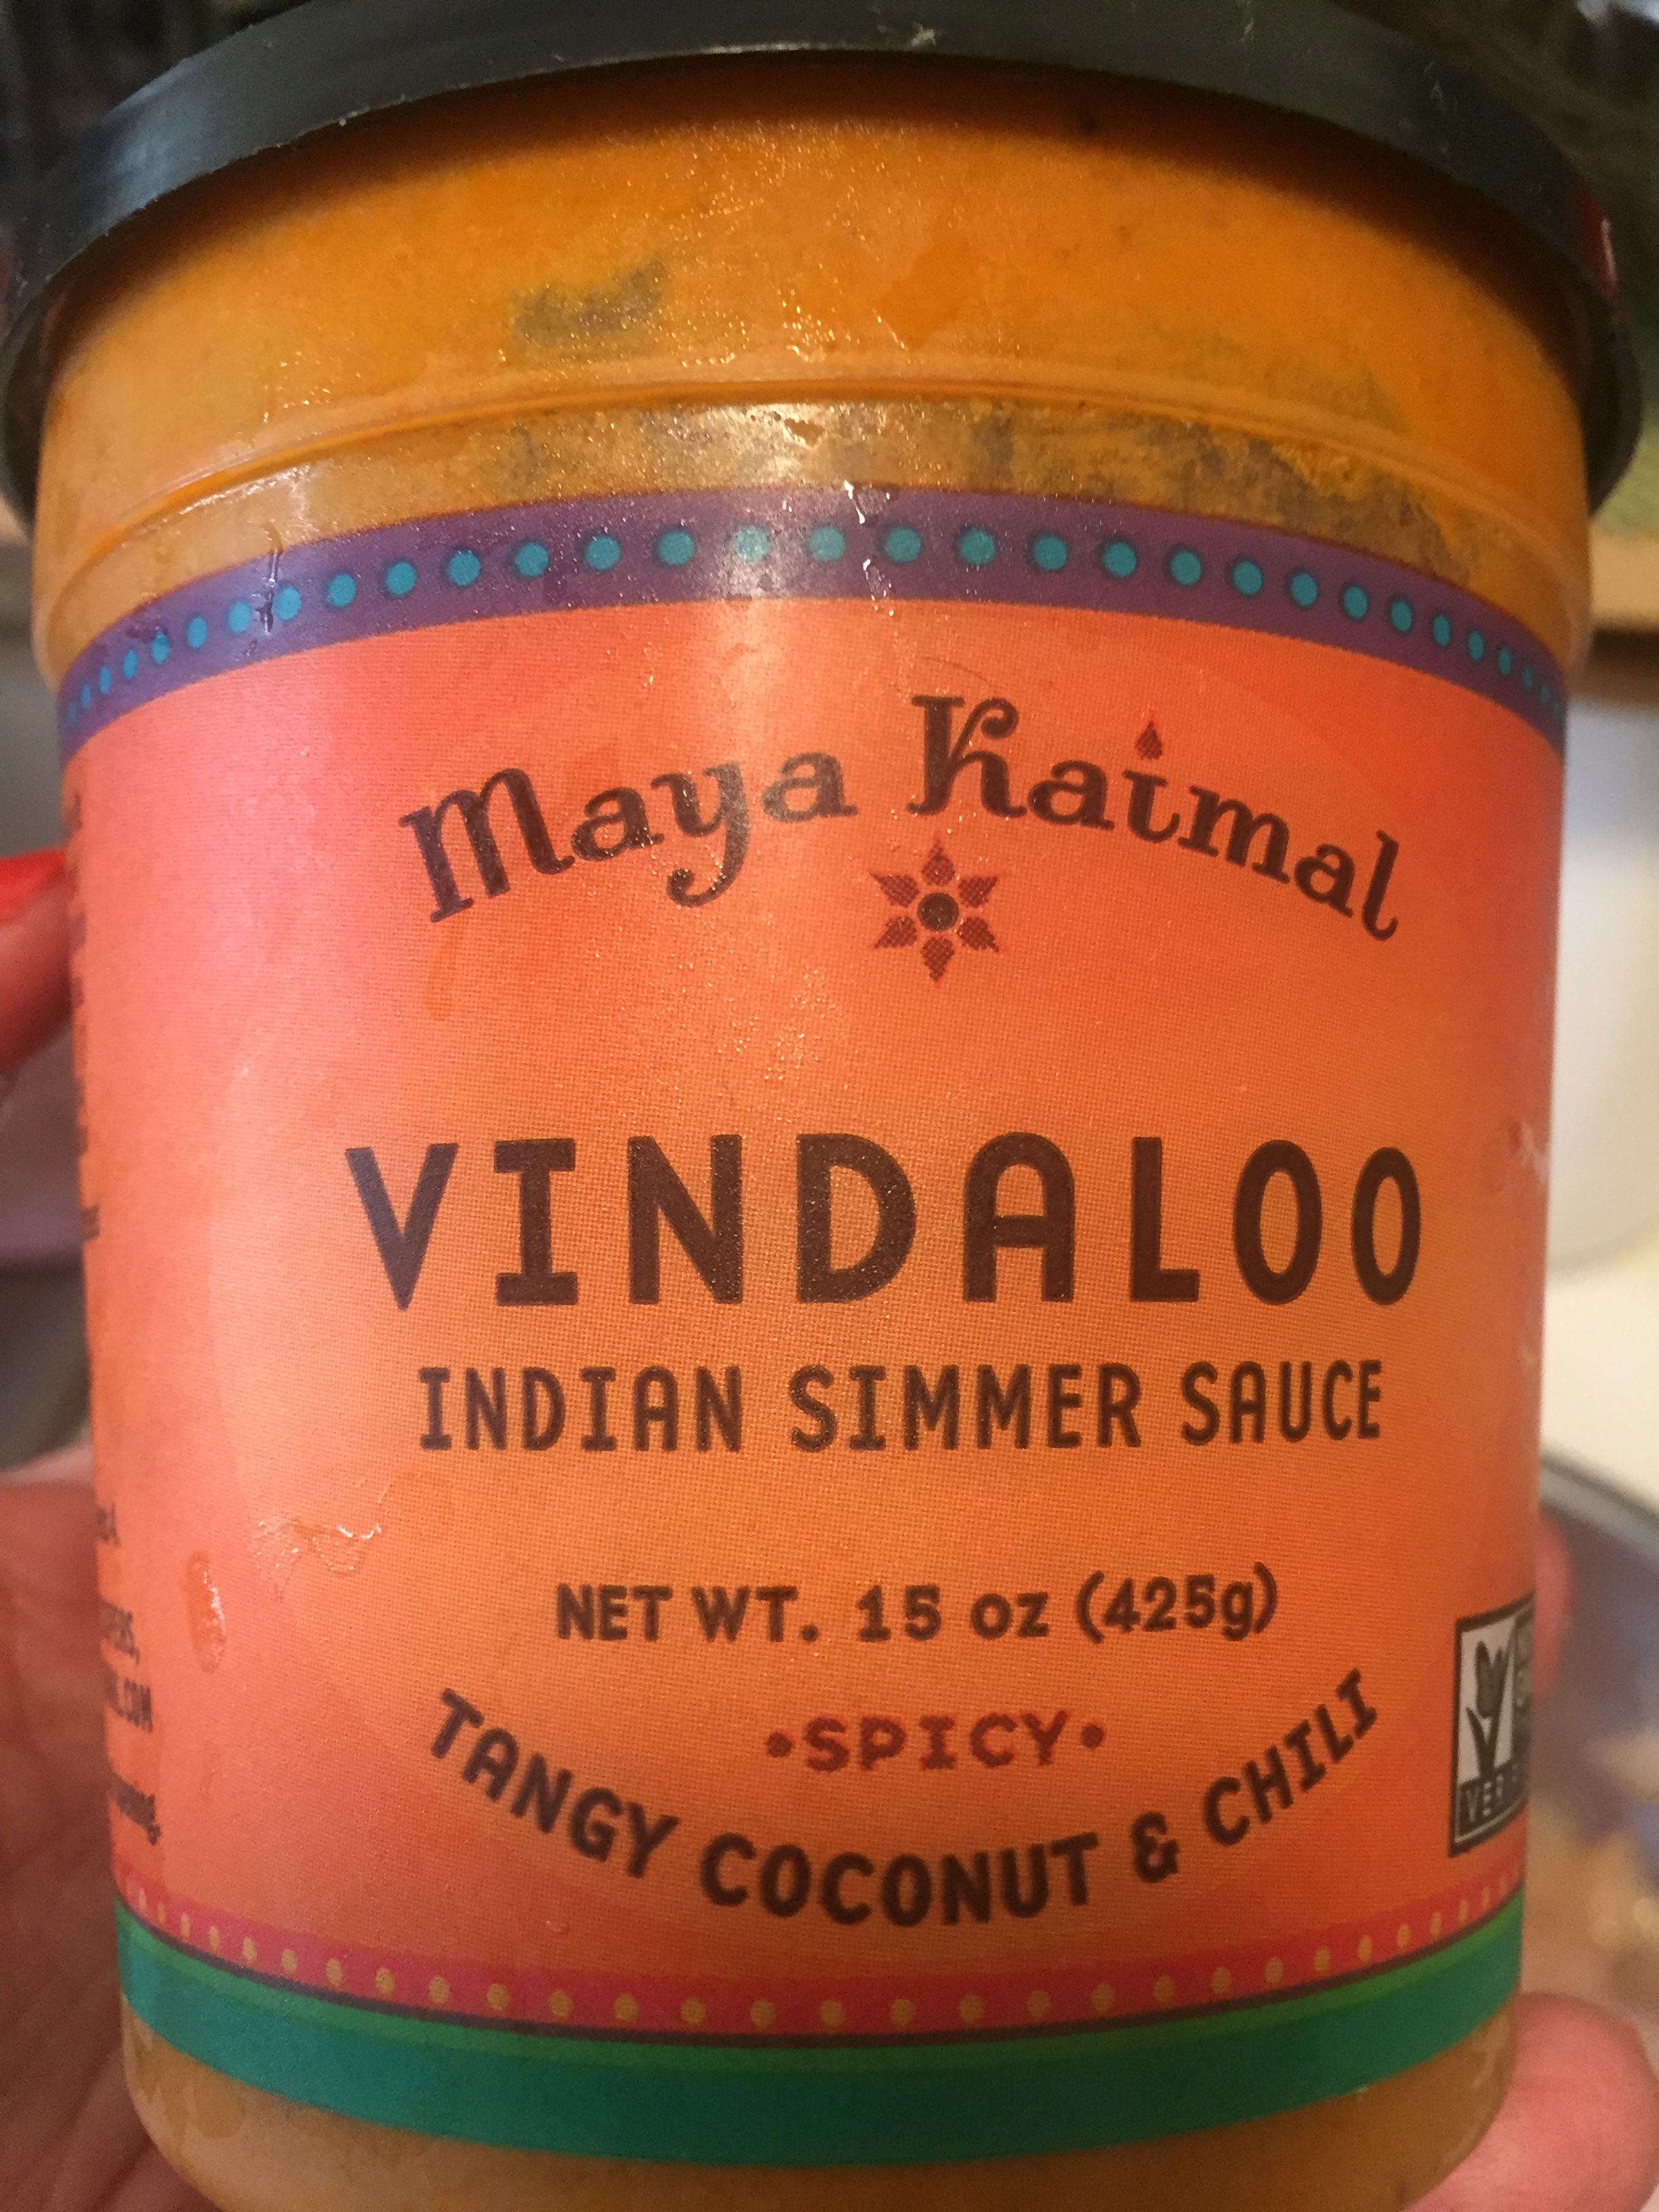 Maya Kaimal
VINDALOO
INDIAN SIMMER SAUCE
NET WT. 15 oz (425g)
•SPICY•
TANGY COCONUT & CHILI